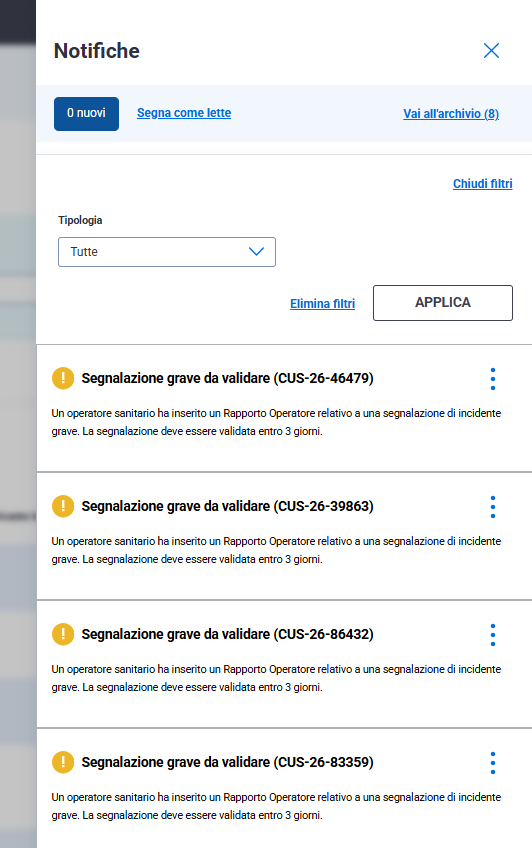 Notifiche
0 nuovi
Segna come lette
Vai all'archivio (8)
Chiudi filtri
Tipologia
Tutte
Elimina filtri
APPLICA
Segnalazione grave da validare (CUS-26-46479)
Un operatore sanitario ha inserito un Rapporto Operatore relativo a una segnalazione di incidente
grave. La segnalazione deve essere validata entro 3 giorni.
Segnalazione grave da validare (CUS-26-39863)
Un operatore sanitario ha inserito un Rapporto Operatore relativo a una segnalazione di incidente
grave. La segnalazione deve essere validata entro 3 giorni.
Segnalazione grave da validare (CUS-26-86432)
Un operatore sanitario ha inserito un Rapporto Operatore relativo a una segnalazione di incidente
grave. La segnalazione deve essere validata entro 3 giorni.
Segnalazione grave da validare (CUS-26-83359)
Un operatore sanitario ha inserito un Rapporto Operatore relativo a una segnalazione di incidente
grave. La segnalazione deve essere validata entro 3 giorni.